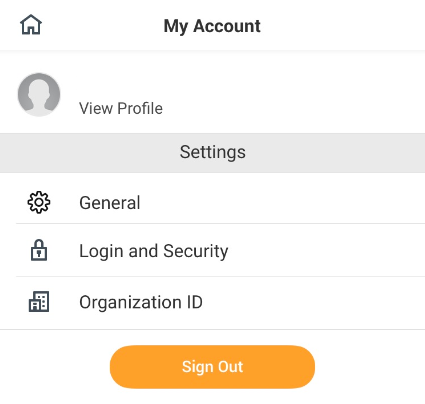 My Account
View Profile
Settings
General
Login and Security
Organization ID
Sign Out